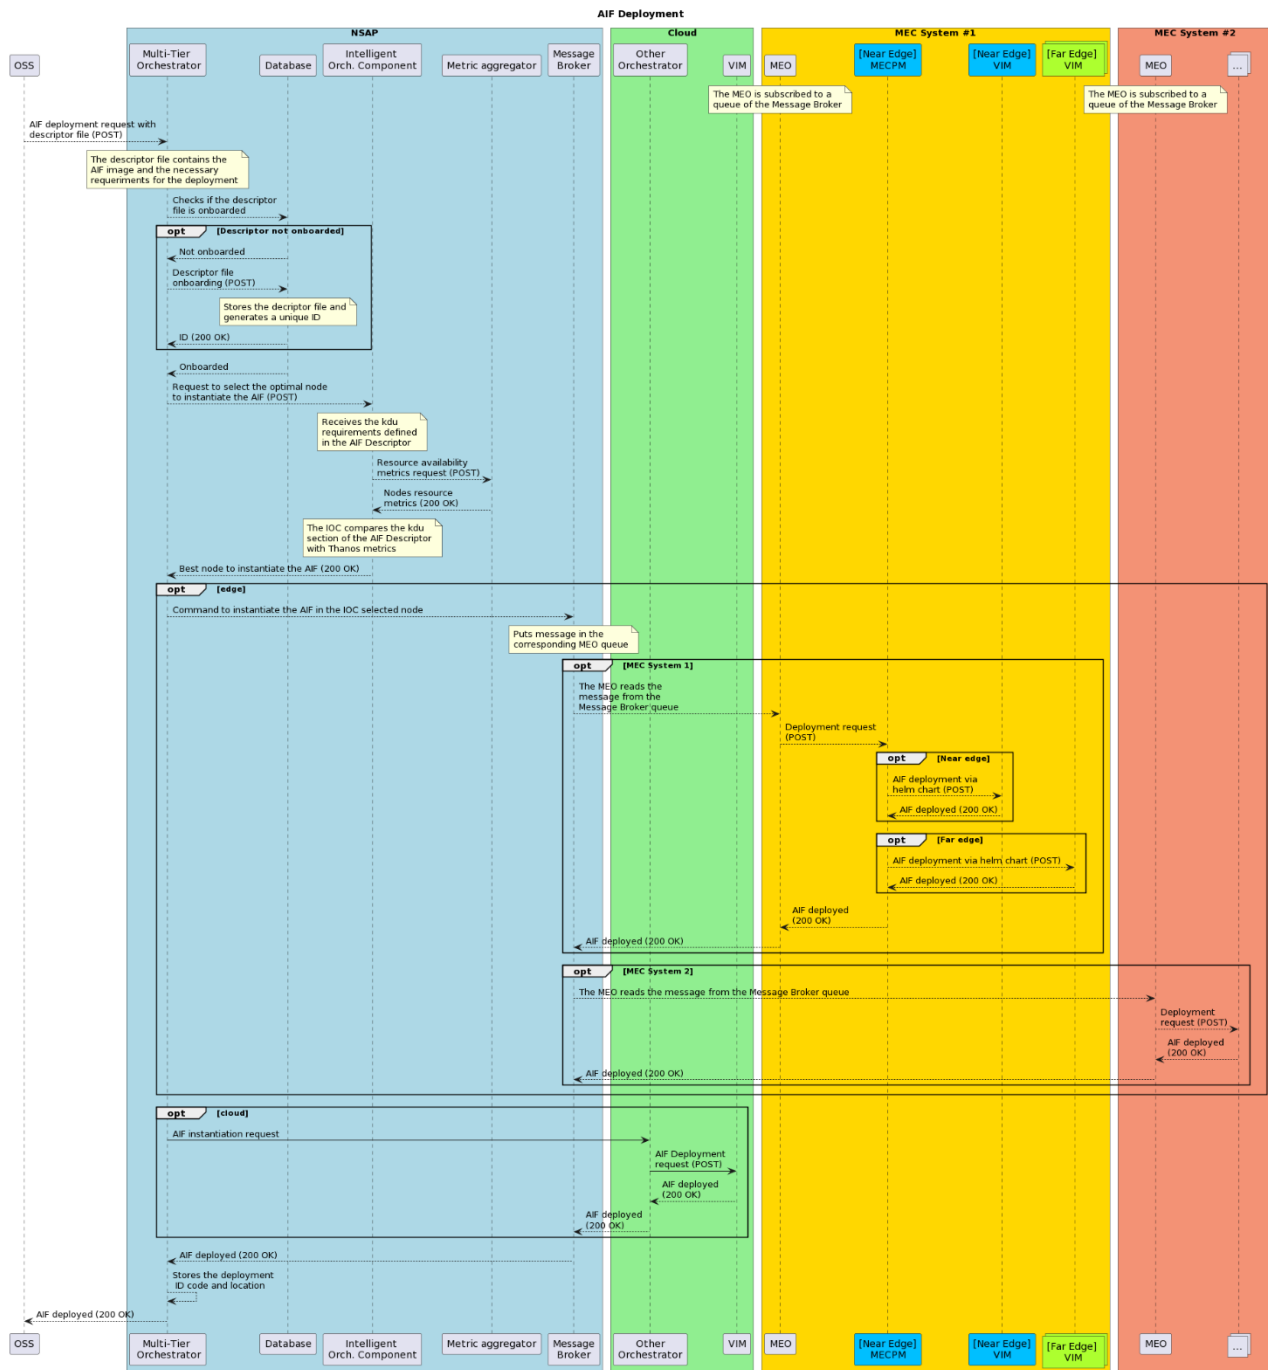 AIF Deployment
NSAP
Cloud
MEC System #1
MEC System #2
OSS
Multi-Tier
Orchestrator
Database
Intelligent
Orch. Component
Metric aggregator
Message
Broker
Other
Orchestrator
VIM
MEO
[Near Edge]
MECPM
[Near Edge]
VIM
[Far Edge]
VIM
MEO
...
The MEO is subscribed to a
queue of the Message Broker
The MEO is subscribed to a
queue of the Message Broker
AIF deployment request with
descriptor file (POST)
The descriptor file contains the
AIF image and the necessary
requeriments for the deployment
Checks if the descriptor
file is onboarded
opt [Descriptor not onboarded]
Not onboarded
Descriptor file
onboarding (POST)
Stores the decriptor file and
generates a unique ID
ID (200 OK)
Onboarded
Request to select the optimal node
to instantiate the AIF (POST)
Receives the kdu
requirements defined
in the AIF Descriptor
Resource availability
metrics request (POST)
Nodes resource
metrics (200 OK)
The IOC compares the kdu
section of the AIF Descriptor
with Thanos metrics
Best node to instantiate the AIF (200 OK)
opt [edge]
Command to instantiate the AIF in the IOC selected node
Puts message in the
corresponding MEO queue
opt [MEC System 1]
The MEO reads the
message from the
Message Broker queue
Deployment request
(POST)
opt [Near edge]
AIF deployment via
helm chart (POST)
AIF deployed (200 OK)
opt [Far edge]
AIF deployment via helm chart (POST)
AIF deployed (200 OK)
AIF deployed
(200 OK)
AIF deployed (200 OK)
opt [MEC System 2]
The MEO reads the message from the Message Broker queue
Deployment
request (POST)
AIF deployed
(200 OK)
AIF deployed (200 OK)
opt [cloud]
AIF instantiation request
AIF Deployment
request (POST)
AIF deployed
(200 OK)
AIF deployed
(200 OK)
AIF deployed (200 OK)
Stores the deployment
ID code and location
AIF deployed (200 OK)
OSS
Multi-Tier
Orchestrator
Database
Intelligent
Orch. Component
Metric aggregator
Message
Broker
Other
Orchestrator
VIM
MEO
[Near Edge]
MECPM
[Near Edge]
VIM
[Far Edge]
VIM
MEO
...